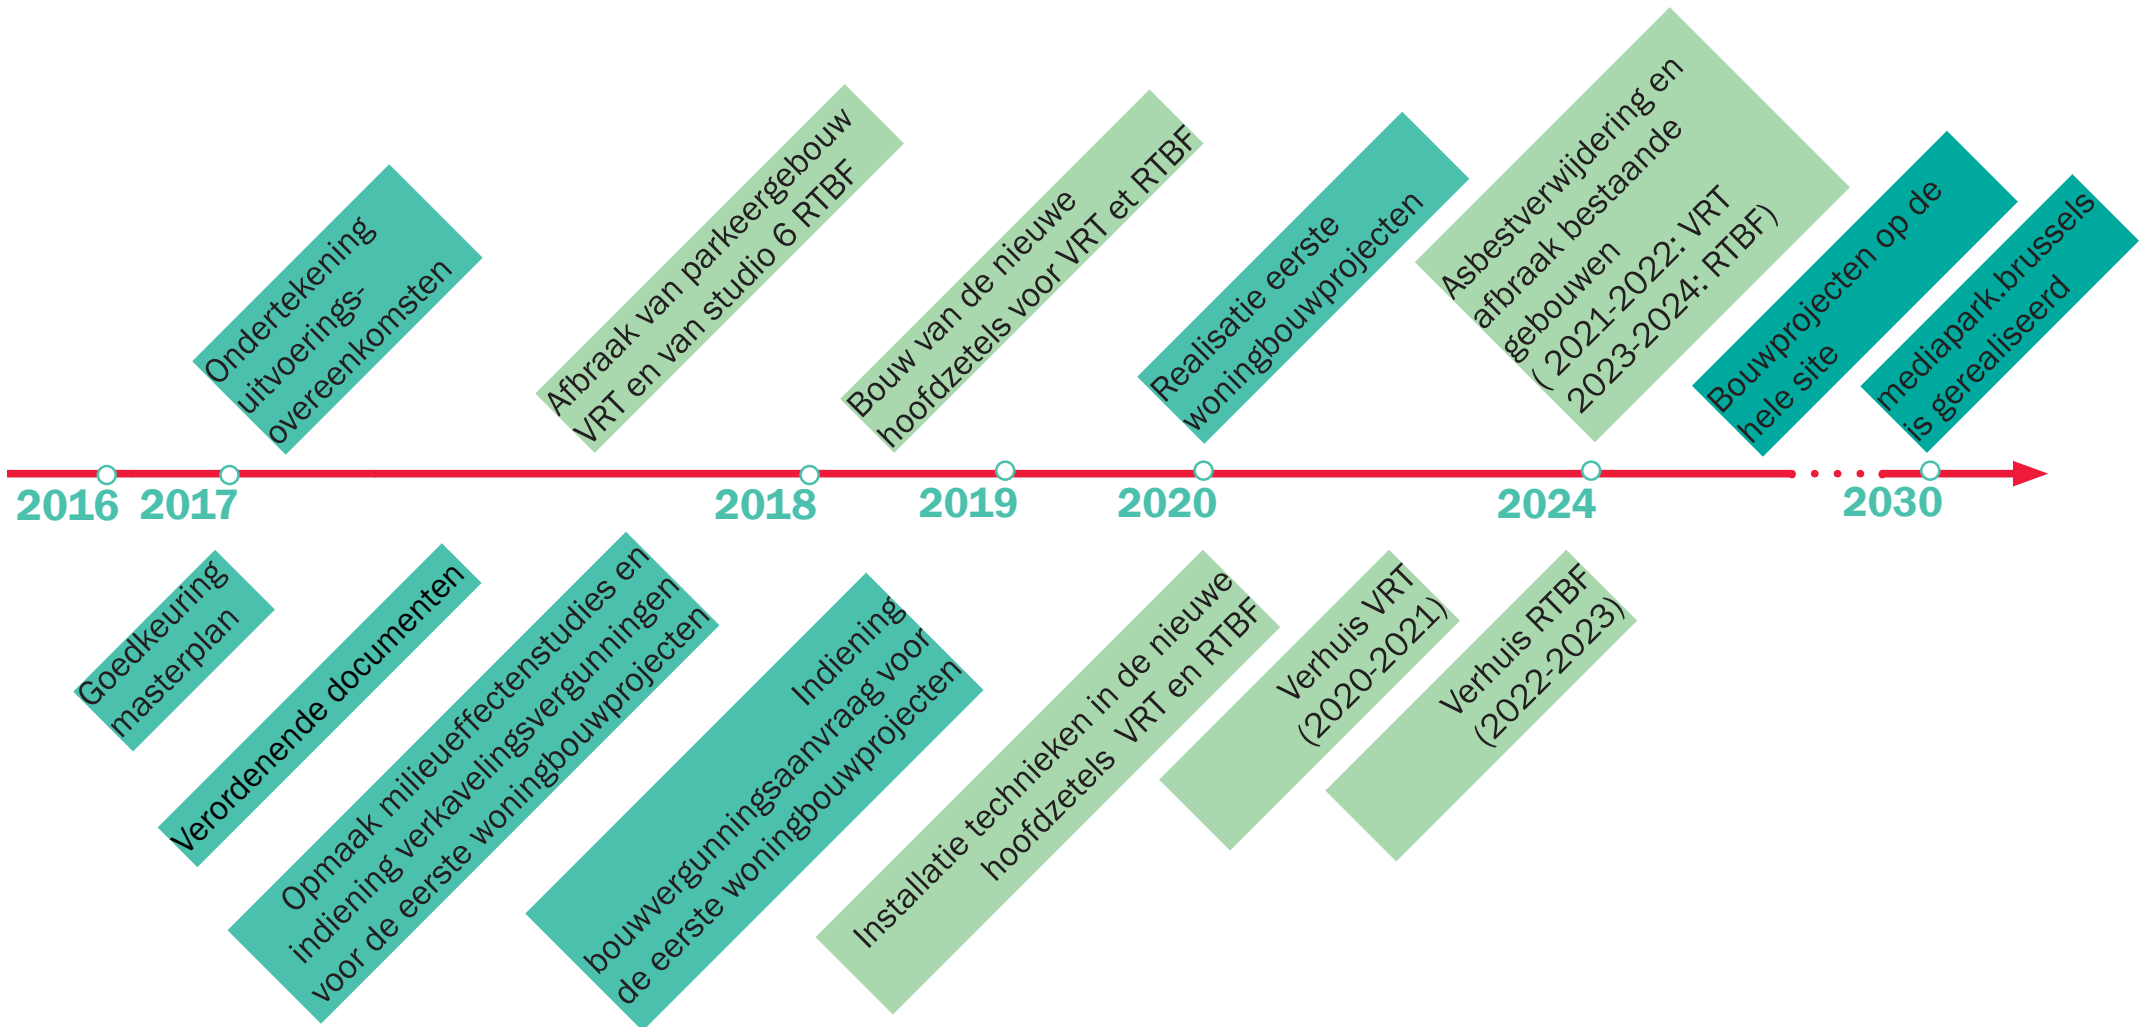 Ondertekening
uitvoerings-
overeenkomsten
Afbraak van parkeergebouw
VRT en van studio 6 RTBF
Bouw van de nieuwe
hoofdzetels voor VRT et RTBF
Realisatie eerste
woningbouwprojecten
Asbestverwijdering en
afbraak bestaande
gebouwen
( 2021-2022: VRT
2023-2024: RTBF)
Bouwprojecten op de
hele site
mediapark.brussels
is gerealiseerd
2016
2017
2018
2019
2020
2024
2030
Goedkeuring
masterplan
Verordenende documenten
Opmaak milieueffectenstudies en
indiening verkavelingsvergunningen
voor de eerste woningbouwprojecten
Indiening
bouwvergunningsaanvraag voor
de eerste woningbouwprojecten
Installatie technieken in de nieuwe
hoofdzetels VRT en RTBF
Verhuis VRT
(2020-2021)
Verhuis RTBF
(2022-2023)